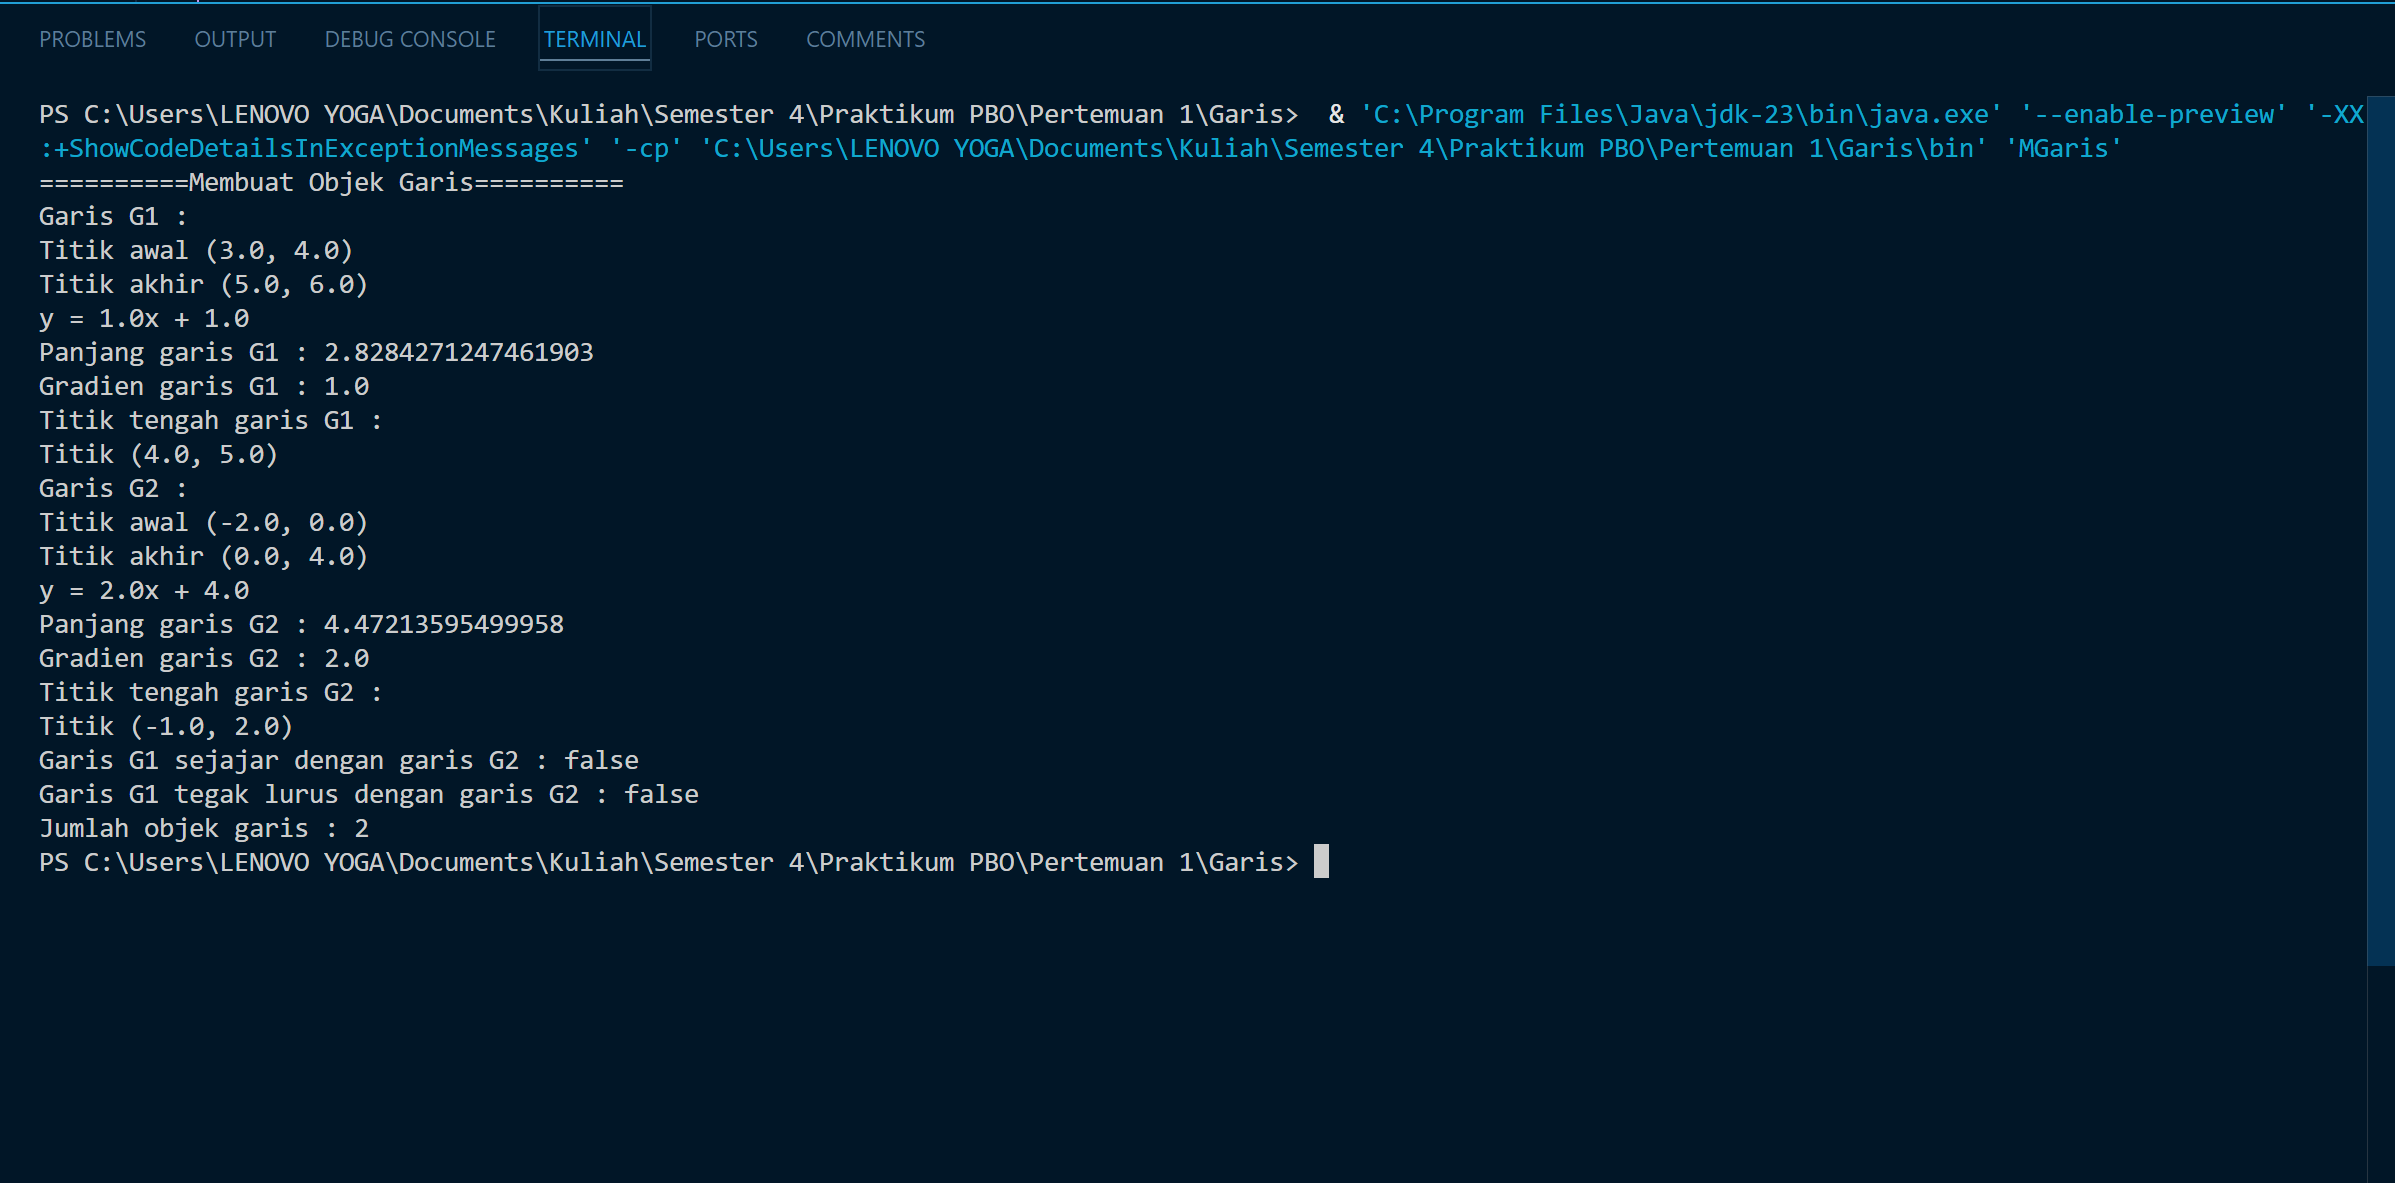 PROBLEMS OUTPUT DEBUG CONSOLE TERMINAL PORTS COMMENTS
PS C:\Users\LENOVO YOGA\Documents\Kuliah\Semester 4\Praktikum PBO\Pertemuan 1\Garis>  & 'C:\Program Files\Java\jdk-23\bin\java.exe' '--enable-preview' '-XX
:+ShowCodeDetailsInExceptionMessages' '-cp' 'C:\Users\LENOVO YOGA\Documents\Kuliah\Semester 4\Praktikum PBO\Pertemuan 1\Garis\bin' 'MGaris'
==========Membuat Objek Garis==========
Garis G1 :
Titik awal (3.0, 4.0)
Titik akhir (5.0, 6.0)
y = 1.0x + 1.0
Panjang garis G1 : 2.8284271247461903
Gradien garis G1 : 1.0
Titik tengah garis G1 :
Titik (4.0, 5.0)
Garis G2 :
Titik awal (-2.0, 0.0)
Titik akhir (0.0, 4.0)
y = 2.0x + 4.0
Panjang garis G2 : 4.47213595499958
Gradien garis G2 : 2.0
Titik tengah garis G2 :
Titik (-1.0, 2.0)
Garis G1 sejajar dengan garis G2 : false
Garis G1 tegak lurus dengan garis G2 : false
Jumlah objek garis : 2
PS C:\Users\LENOVO YOGA\Documents\Kuliah\Semester 4\Praktikum PBO\Pertemuan 1\Garis>